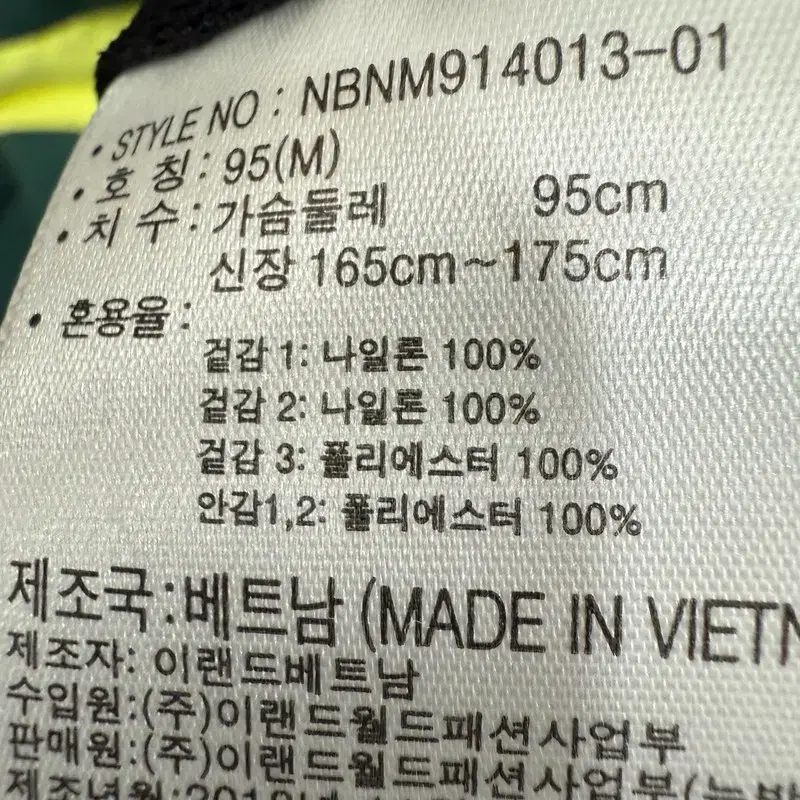 • STYLE NO : NBNM914013-01
• 호 칭 : 95(M)
• 치 수 : 가슴둘레 95cm
신장 165cm~175cm
• 혼용율 :
겉감 1: 나일론 100%
겉감 2: 나일론 100%
겉감 3: 폴리에스터 100%
안감1,2: 폴리에스터 100%
제조국:베트남 (MADE IN
제조자: 이랜드베트남
수입원:(주)이랜드월드패션사업부
판매원:(주)이랜드월드패션사업부
제조년월: